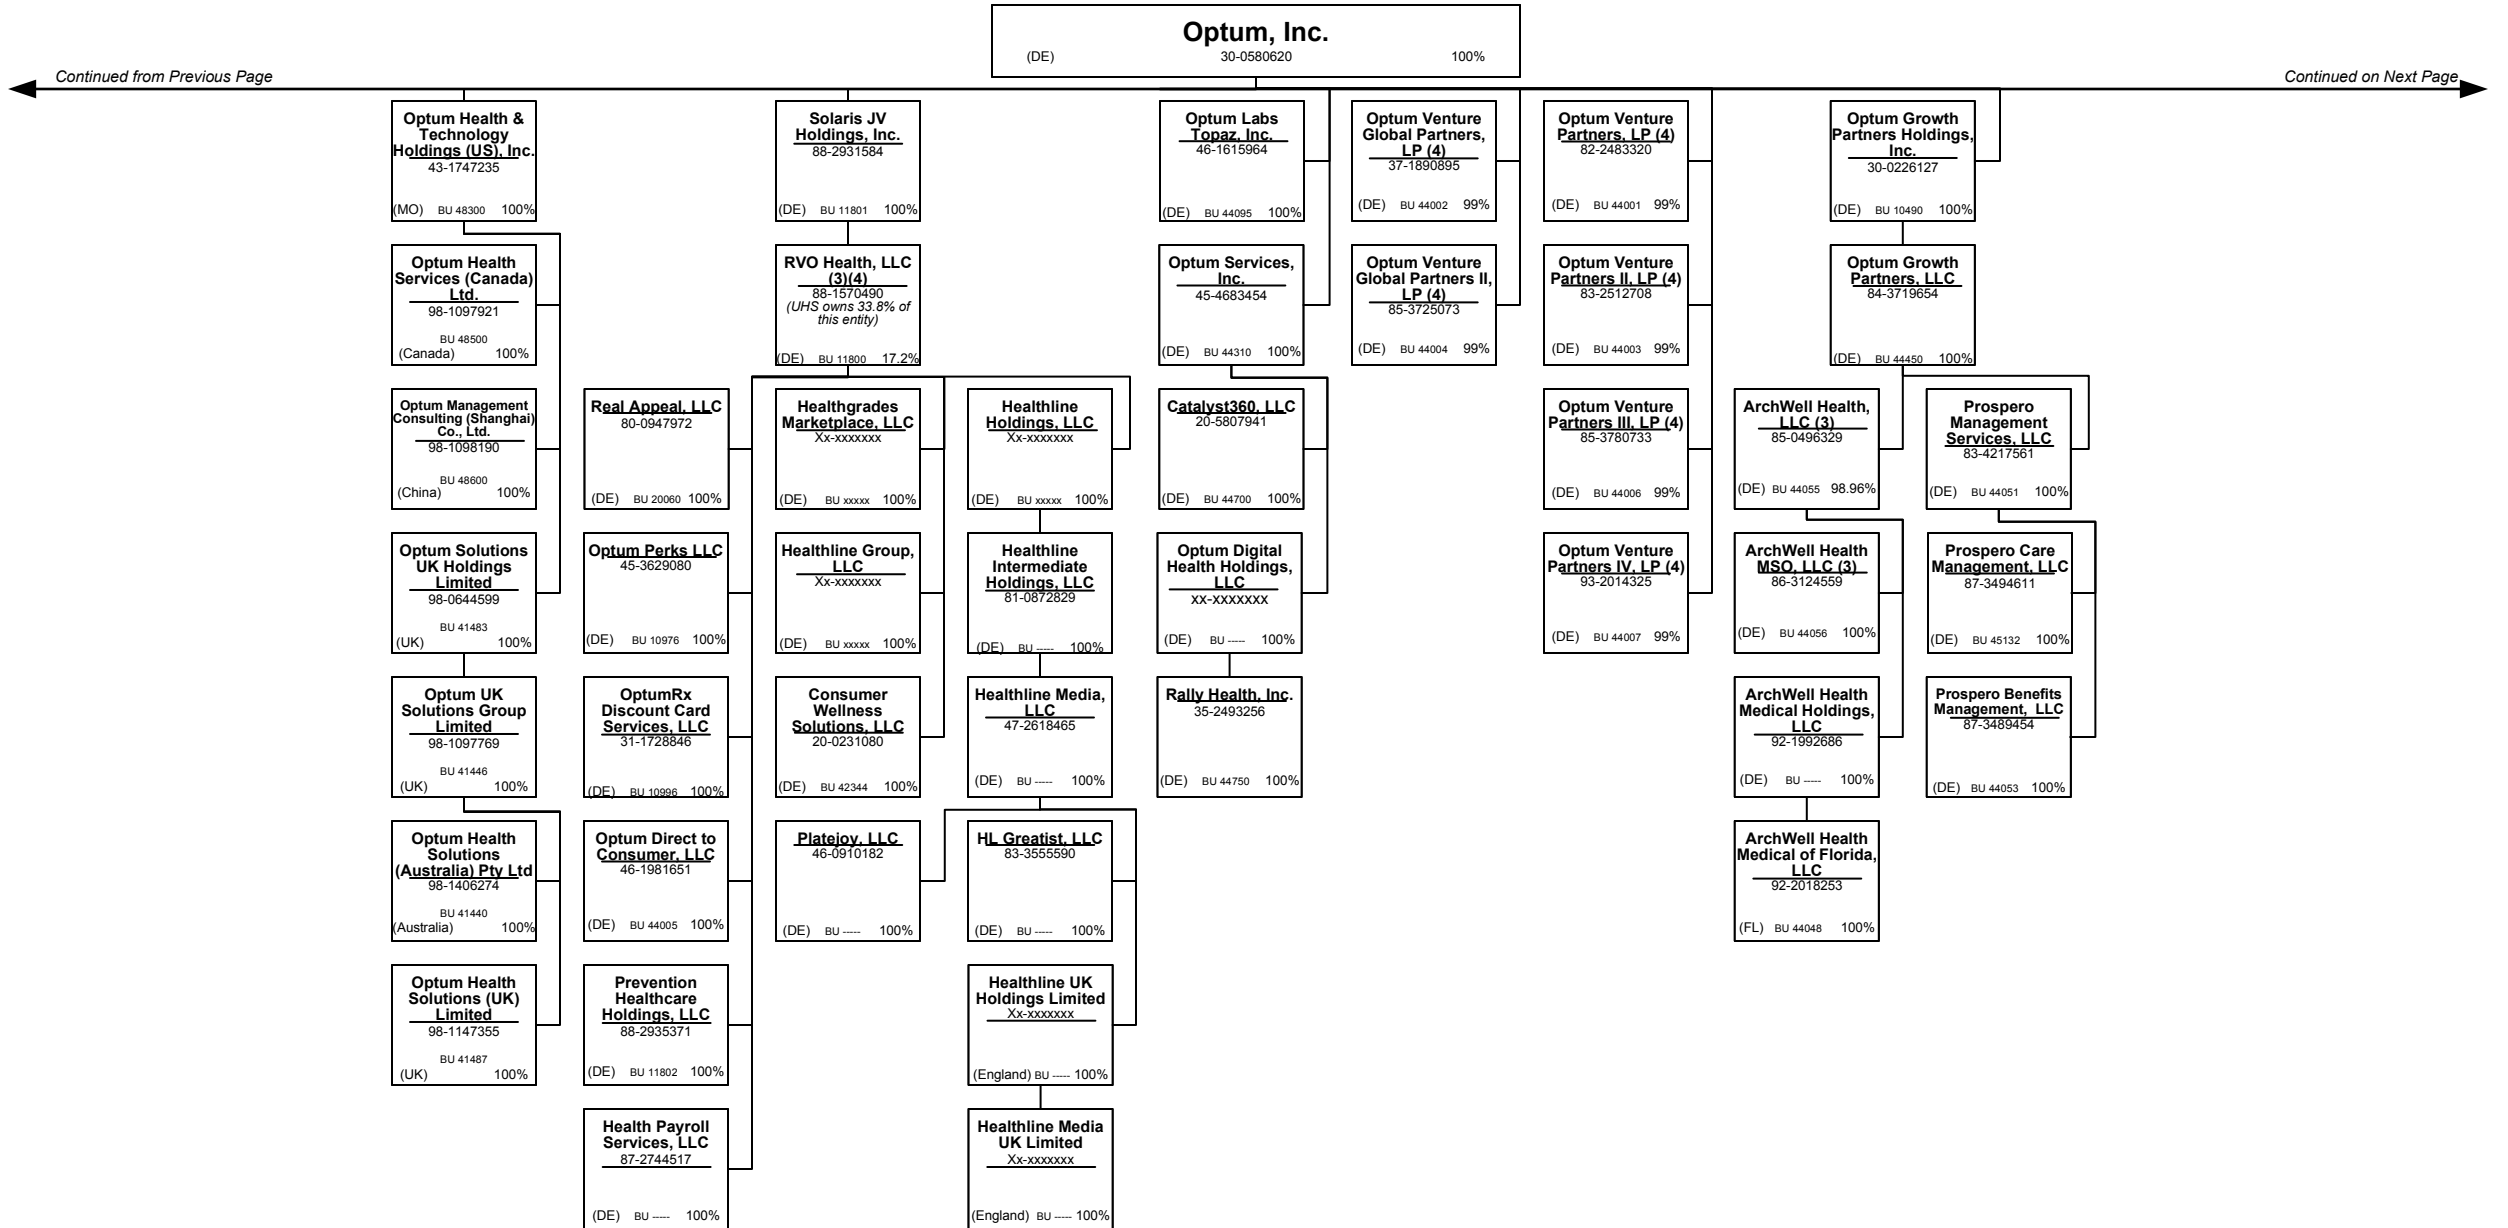 Optum, Inc.
(DE) 30-0580620 100%
Continued from Previous Page
Continued on Next Page
Optum Health &
Technology
Holdings (US), Inc.
43-1747235
(MO) BU 48300 100%
Optum Health
Services (Canada)
Ltd.
98-1097921
BU 48500
(Canada) 100%
Optum Management
Consulting (Shanghai)
Co., Ltd.
98-1098190
BU 48600
(China) 100%
Optum Solutions
UK Holdings
Limited
98-0644599
BU 41483
(UK) 100%
Optum UK
Solutions Group
Limited
98-1097769
BU 41446
(UK) 100%
Optum Health
Solutions
(Australia) Pty Ltd
98-1406274
BU 41440
(Australia) 100%
Optum Health
Solutions (UK)
Limited
98-1147355
BU 41487
(UK) 100%
Solaris JV
Holdings, Inc.
88-2931584
(DE) BU 11801 100%
RVO Health, LLC
(3)(4)
88-1570490
(UHS owns 33.8% of
this entity)
(DE) BU 11800 17.2%
Real Appeal, LLC
80-0947972
(DE) BU 20060 100%
Optum Perks LLC
45-3629080
(DE) BU 10976 100%
OptumRx
Discount Card
Services, LLC
31-1728846
(DE) BU 10996 100%
Optum Direct to
Consumer, LLC
46-1981651
(DE) BU 44005 100%
Prevention
Healthcare
Holdings, LLC
88-2935371
(DE) BU 11802 100%
Health Payroll
Services, LLC
87-2744517
(DE) BU ----- 100%
Healthgrades
Marketplace, LLC
Xx-xxxxxxx
(DE) BU xxxxx 100%
Healthline Group,
LLC
Xx-xxxxxxx
(DE) BU xxxxx 100%
Consumer
Wellness
Solutions, LLC
20-0231080
(DE) BU 42344 100%
Platejoy, LLC
46-0910182
(DE) BU ----- 100%
Healthline
Holdings, LLC
Xx-xxxxxxx
(DE) BU xxxxx 100%
Healthline
Intermediate
Holdings, LLC
81-0872829
(DE) BU ----- 100%
Healthline Media,
LLC
47-2618465
(DE) BU ----- 100%
HL Greatist, LLC
83-3555590
(DE) BU ----- 100%
Healthline UK
Holdings Limited
Xx-xxxxxxx
(England) BU ----- 100%
Healthline Media
UK Limited
Xx-xxxxxxx
(England) BU ----- 100%
Optum Labs
Topaz, Inc.
46-1615964
(DE) BU 44095 100%
Optum Services,
Inc.
45-4683454
(DE) BU 44310 100%
Catalyst360, LLC
20-5807941
(DE) BU 44700 100%
Optum Digital
Health Holdings,
LLC
xx-xxxxxxx
(DE) BU ----- 100%
Rally Health, Inc.
35-2493256
(DE) BU 44750 100%
Optum Venture
Global Partners,
LP (4)
37-1890895
(DE) BU 44002 99%
Optum Venture
Global Partners II,
LP (4)
85-3725073
(DE) BU 44004 99%
Optum Venture
Partners, LP (4)
82-2483320
(DE) BU 44001 99%
Optum Venture
Partners II, LP (4)
83-2512708
(DE) BU 44003 99%
Optum Venture
Partners III, LP (4)
85-3780733
(DE) BU 44006 99%
Optum Venture
Partners IV, LP (4)
93-2014325
(DE) BU 44007 99%
Optum Growth
Partners Holdings,
Inc.
30-0226127
(DE) BU 10490 100%
Optum Growth
Partners, LLC
84-3719654
(DE) BU 44450 100%
ArchWell Health,
LLC (3)
85-0496329
(DE) BU 44055 98.96%
ArchWell Health
MSO, LLC (3)
86-3124559
(DE) BU 44056 100%
ArchWell Health
Medical Holdings,
LLC
92-1992686
(DE) BU ----- 100%
ArchWell Health
Medical of Florida,
LLC
92-2018253
(FL) BU 44048 100%
Prospero
Management
Services, LLC
83-4217561
(DE) BU 44051 100%
Prospero Care
Management, LLC
87-3494611
(DE) BU 45132 100%
Prospero Benefits
Management, LLC
87-3489454
(DE) BU 44053 100%